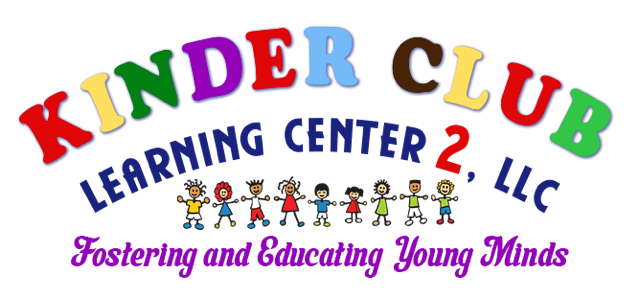 KINDER CLUB
LEARNING CENTER 2, LLC
Fostering and Educating Young Minds